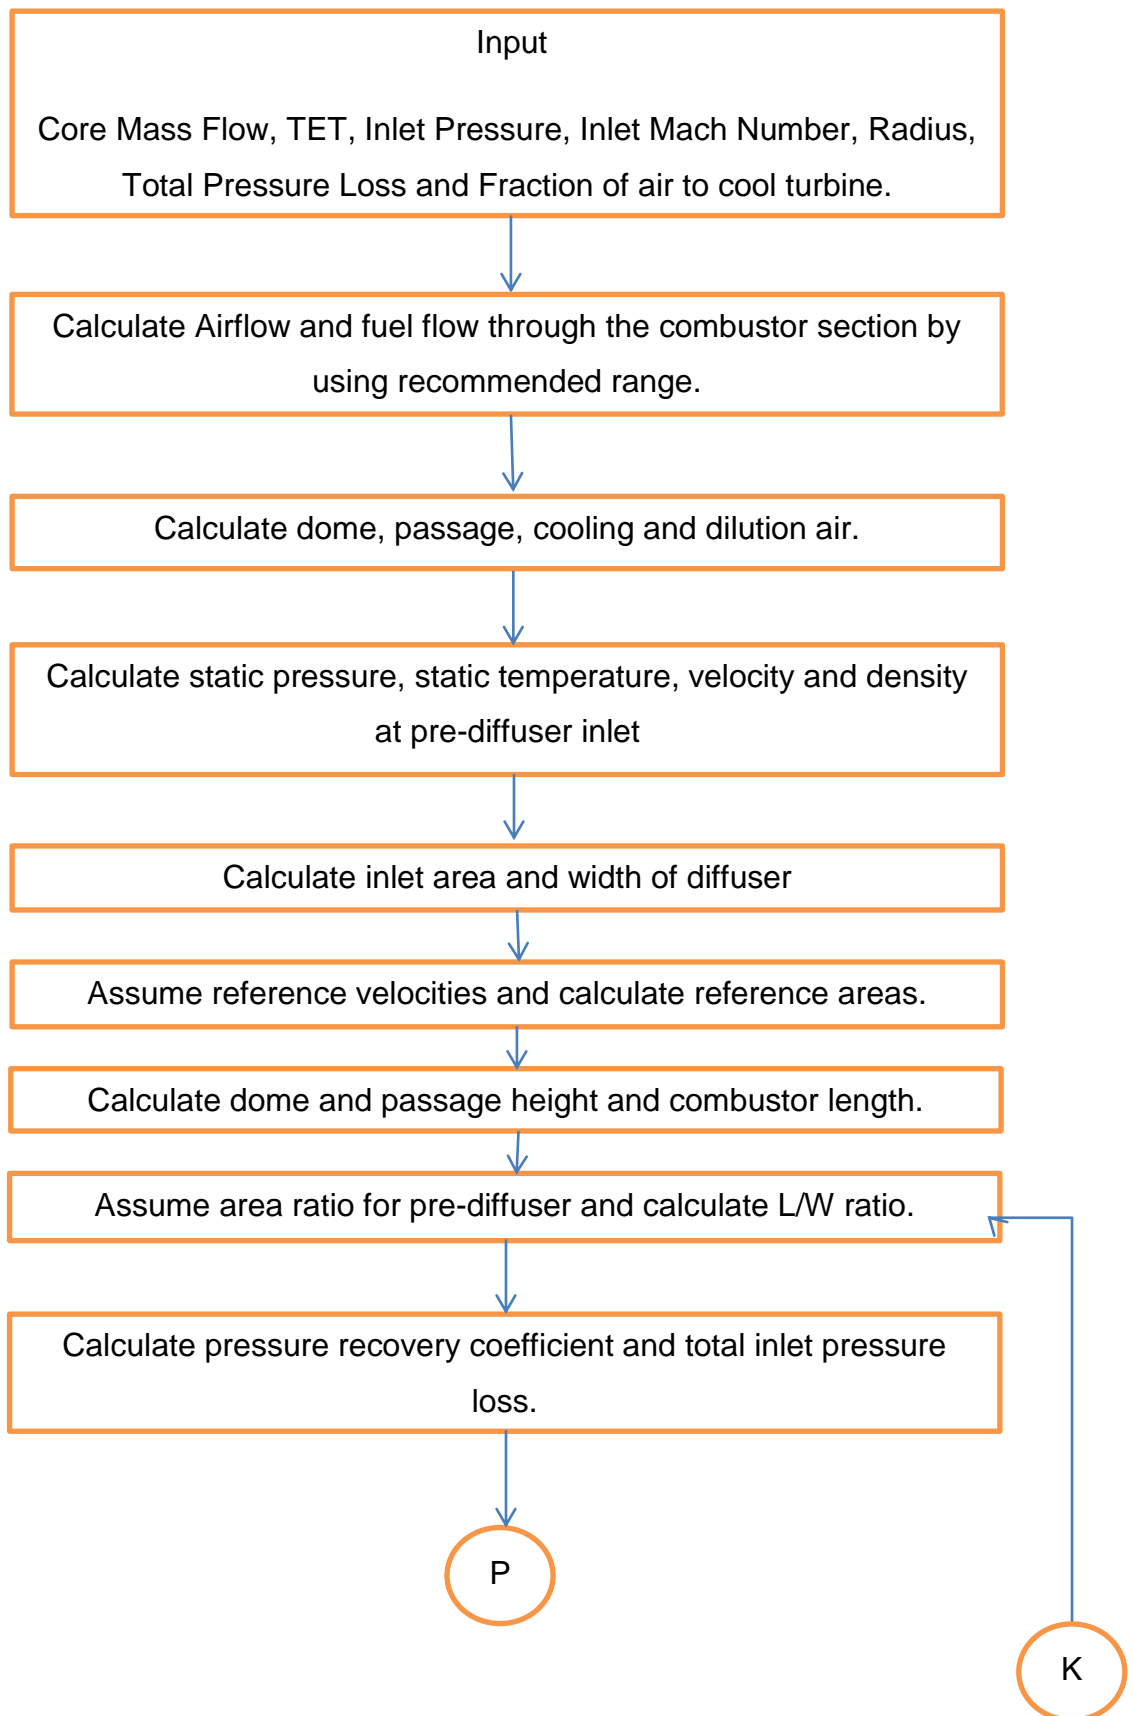 Input
Core Mass Flow, TET, Inlet Pressure, Inlet Mach Number, Radius,
Total Pressure Loss and Fraction of air to cool turbine.
Calculate Airflow and fuel flow through the combustor section by
using recommended range.
Calculate dome, passage, cooling and dilution air.
Calculate static pressure, static temperature, velocity and density
at pre-diffuser inlet
Calculate inlet area and width of diffuser
Assume reference velocities and calculate reference areas.
Calculate dome and passage height and combustor length.
Assume area ratio for pre-diffuser and calculate L/W ratio.
Calculate pressure recovery coefficient and total inlet pressure
loss.
P
K